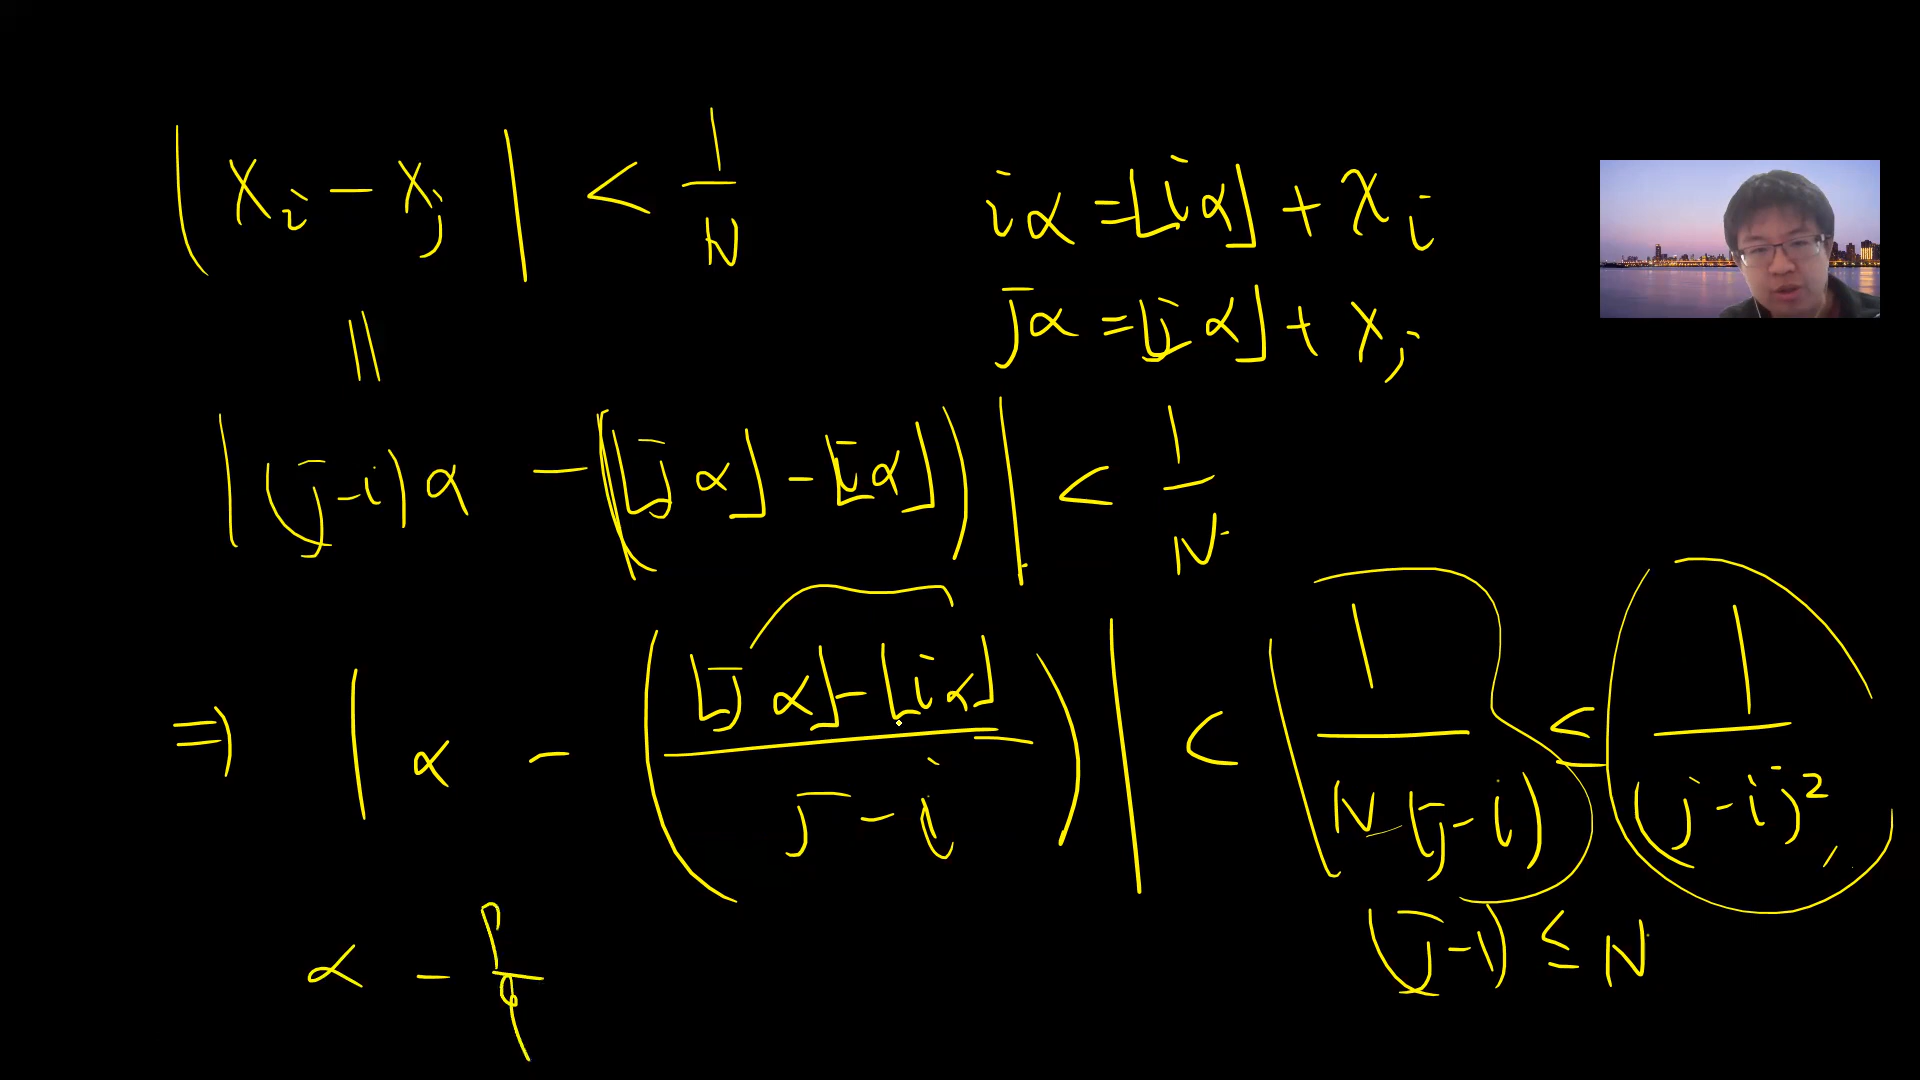 |x_i - x_j| < 1/N
iα = ⌊iα⌋ + x_i
jα = ⌊jα⌋ + x_j
||
|(j-i)α - (⌊jα⌋ - ⌊iα⌋)| < 1/N
⇒ |α - (⌊jα⌋ - ⌊iα⌋)/(j - i)| < 1/(N(j-i)) ≤ 1/(j-i)²
(j-i) ≤ N
α - p/q